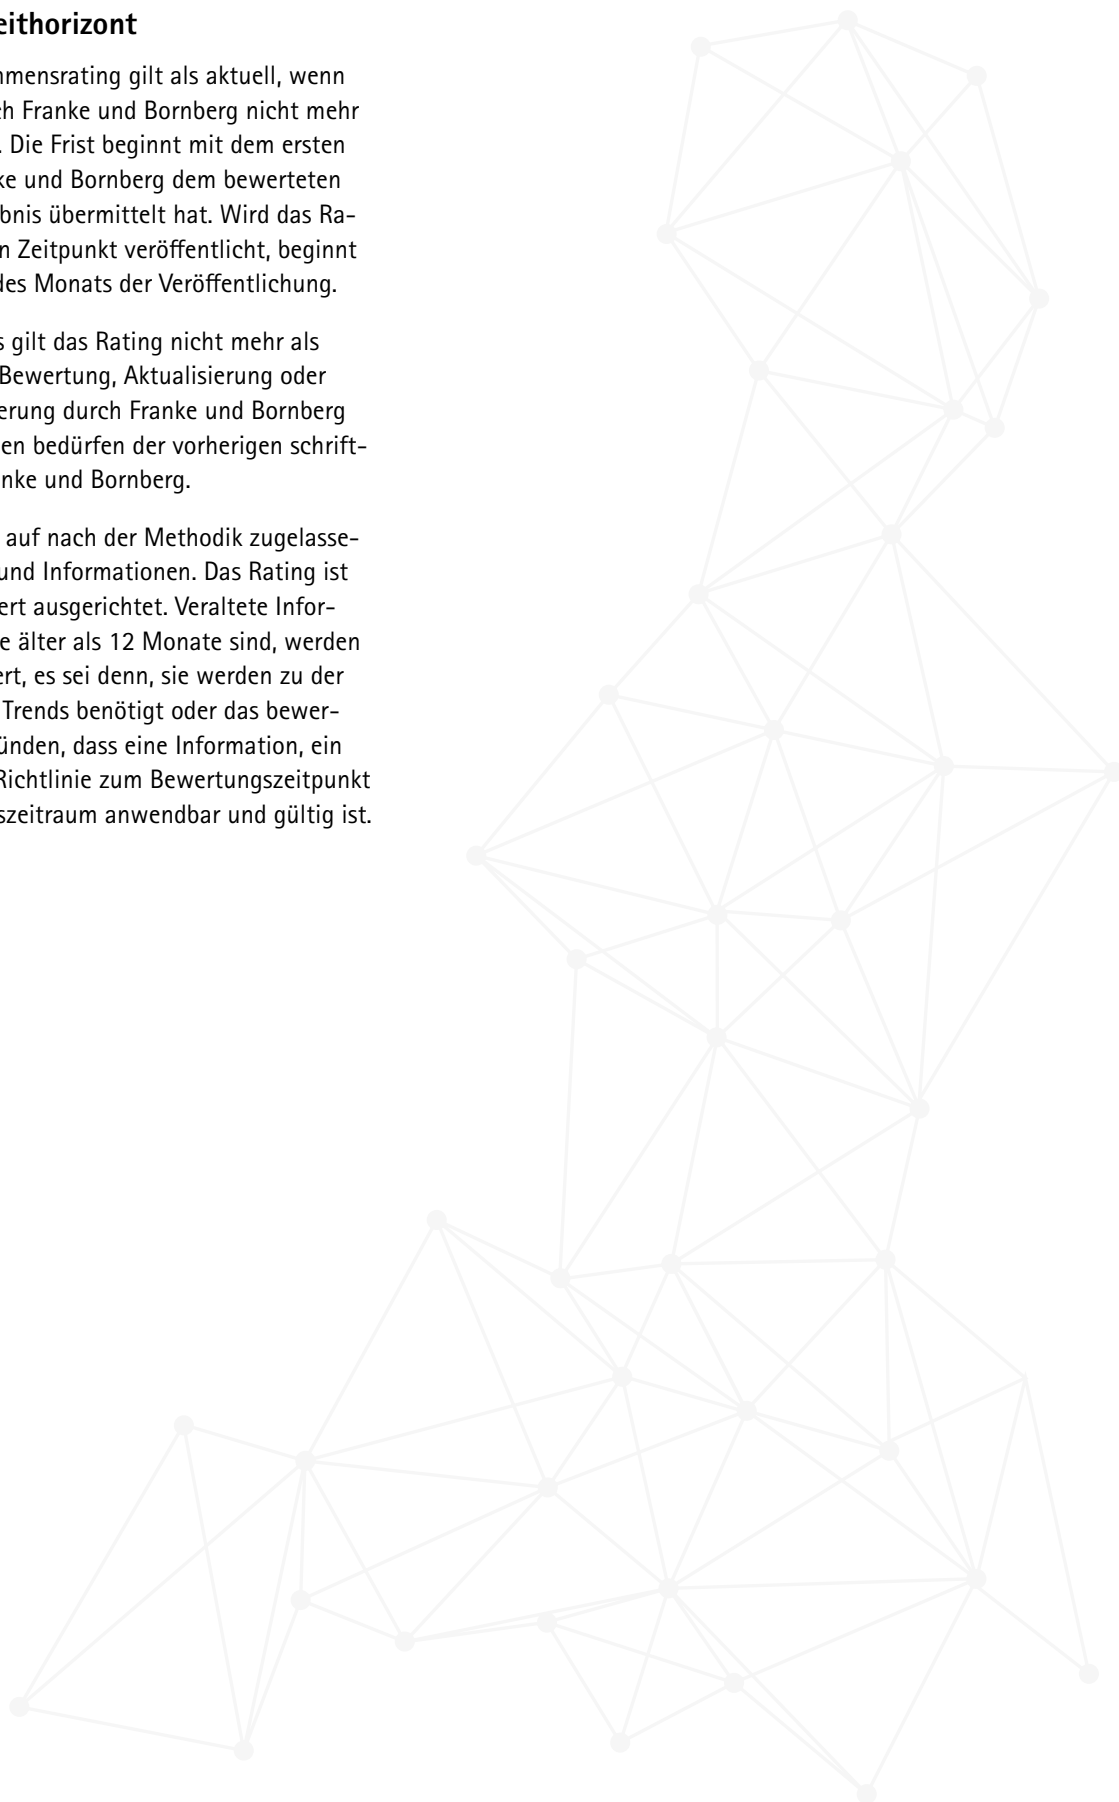 eithorizont
nmensrating gilt als aktuell, wenn
ch Franke und Bornberg nicht mehr
. Die Frist beginnt mit dem ersten
ke und Bornberg dem bewerteten
bnis übermittelt hat. Wird das Ra-
n Zeitpunkt veröffentlicht, beginnt
des Monats der Veröffentlichung.
s gilt das Rating nicht mehr als
Bewertung, Aktualisierung oder
erung durch Franke und Bornberg
en bedürfen der vorherigen schrift-
nke und Bornberg.
auf nach der Methodik zugelasse-
und Informationen. Das Rating ist
ert ausgerichtet. Veraltete Infor-
e älter als 12 Monate sind, werden
ert, es sei denn, sie werden zu der
Trends benötigt oder das bewer-
ünden, dass eine Information, ein
Richtlinie zum Bewertungszeitpunkt
szeitraum anwendbar und gültig ist.